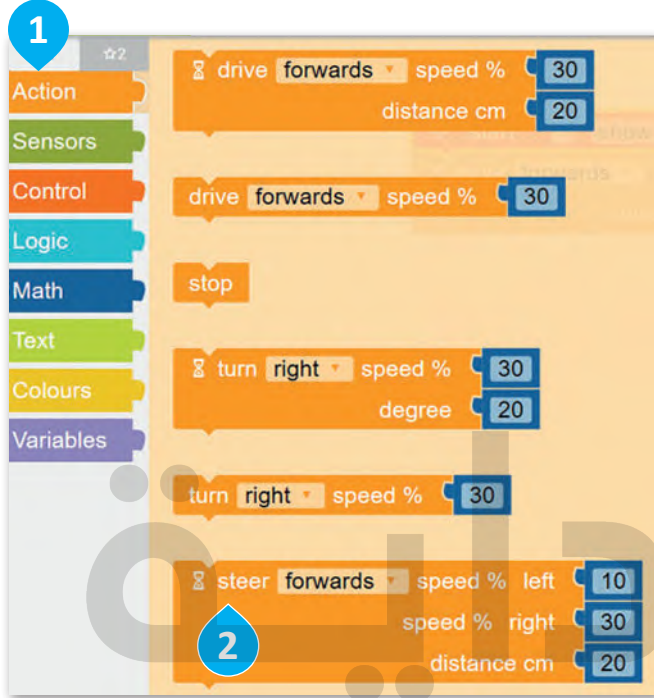 1
☆2
Action
Sensors
Control
Logic
Math
Text
Colours
Variables
drive forwards speed % 30
distance cm 20
drive forwards speed % 30
stop
turn right speed % 30
degree 20
turn right speed % 30
steer forwards speed % left 10
speed % right 30
distance cm 20
2